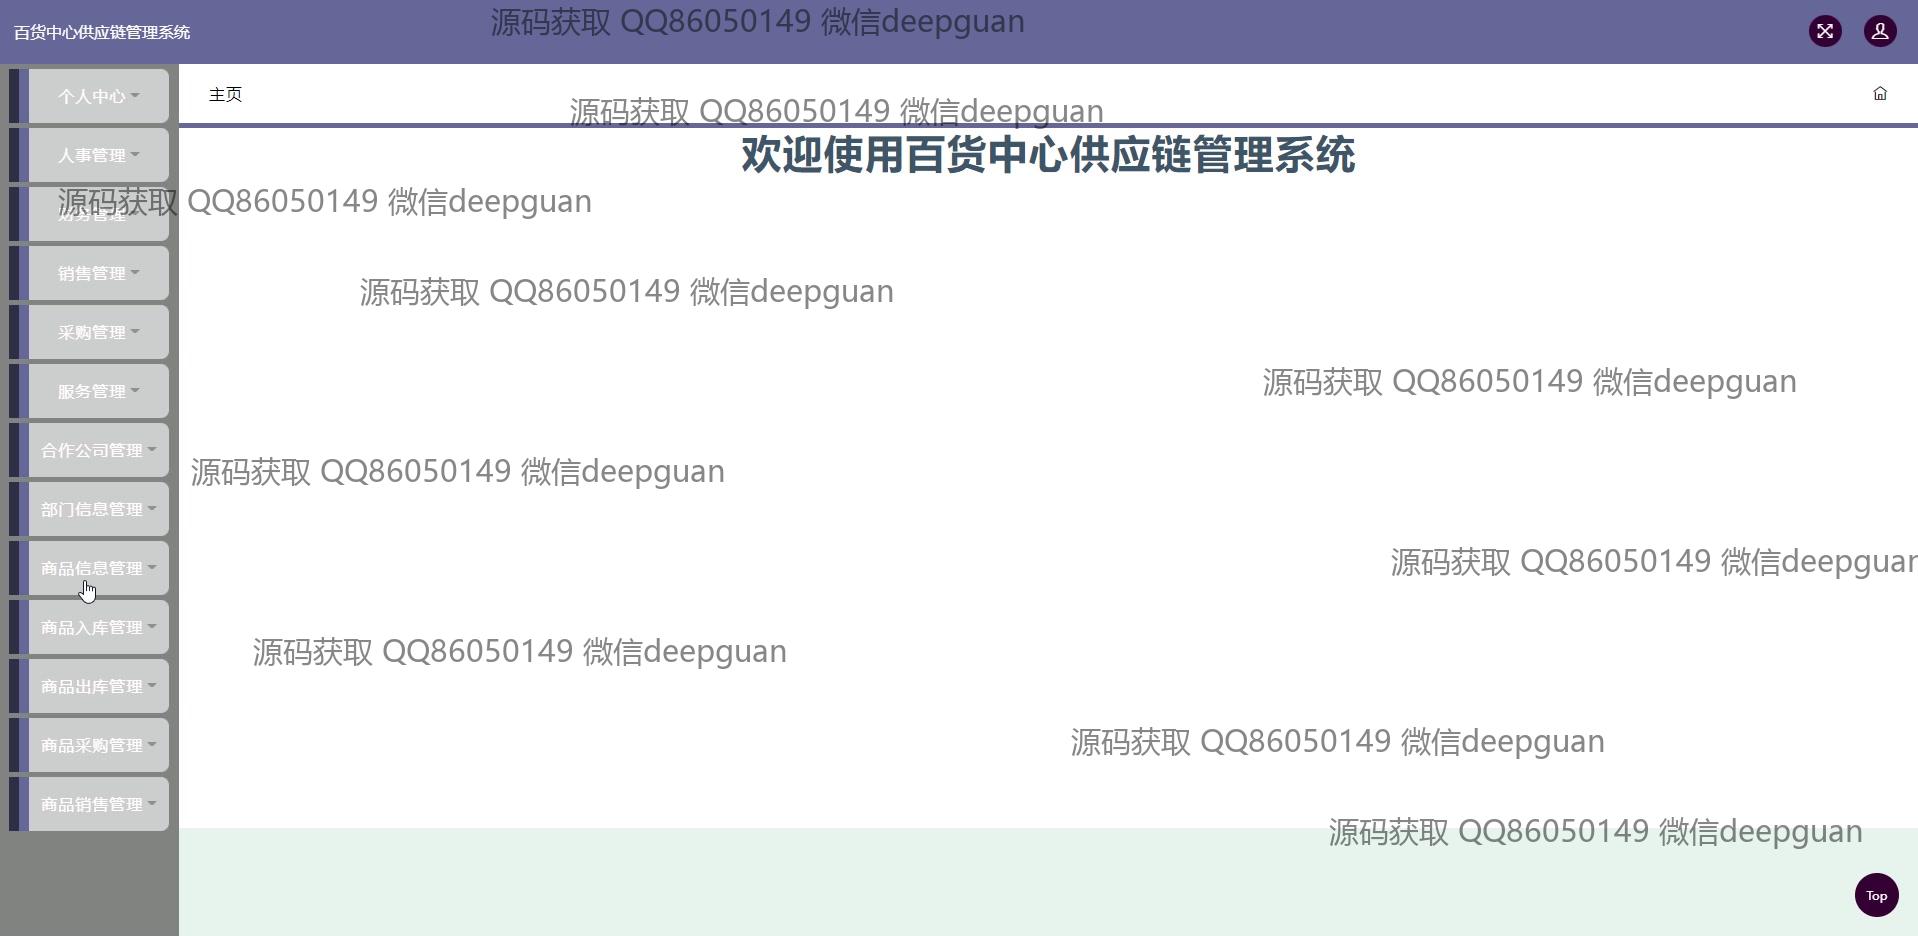 百货中心供应链管理系统
源码获取 QQ86050149 微信deepguan
个人中心
主页
源码获取 QQ86050149 微信deepguan
欢迎使用百货中心供应链管理系统
人事管理
源码获取 QQ86050149 微信deepguan
财务管理
销售管理
源码获取 QQ86050149 微信deepguan
采购管理
服务管理
源码获取 QQ86050149 微信deepguan
合作公司管理
源码获取 QQ86050149 微信deepguan
部门信息管理
商品信息管理
源码获取 QQ86050149 微信deepguan
商品入库管理
源码获取 QQ86050149 微信deepguan
商品出库管理
商品采购管理
源码获取 QQ86050149 微信deepguan
商品销售管理
源码获取 QQ86050149 微信deepguan
Top